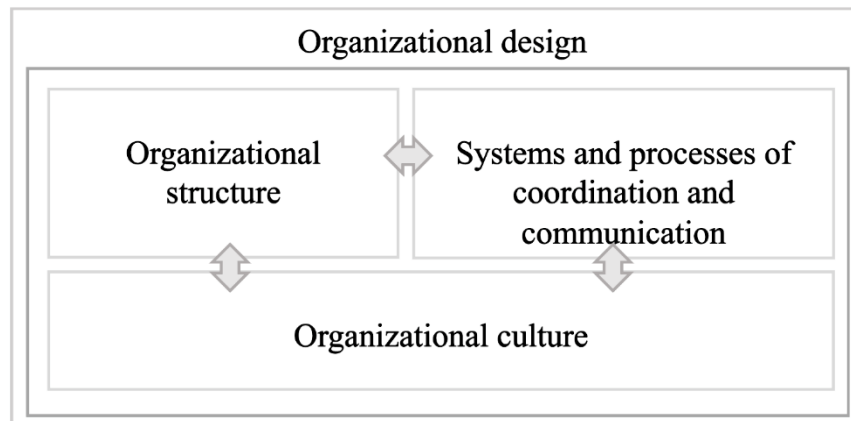 Organizational design
Organizational
structure
Systems and processes of
coordination and
communication
Organizational culture